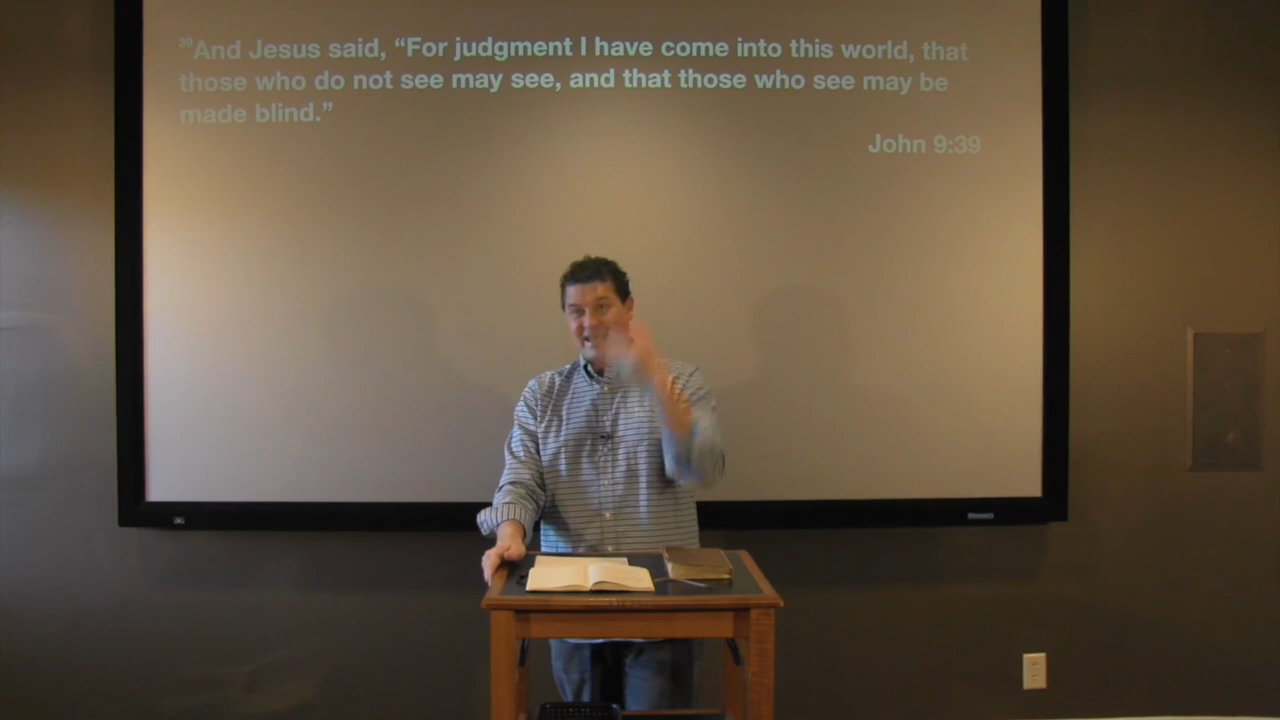 ³⁹And Jesus said, “For judgment I have come into this world, that
those who do not see may see, and that those who see may be
made blind.”
John 9:39